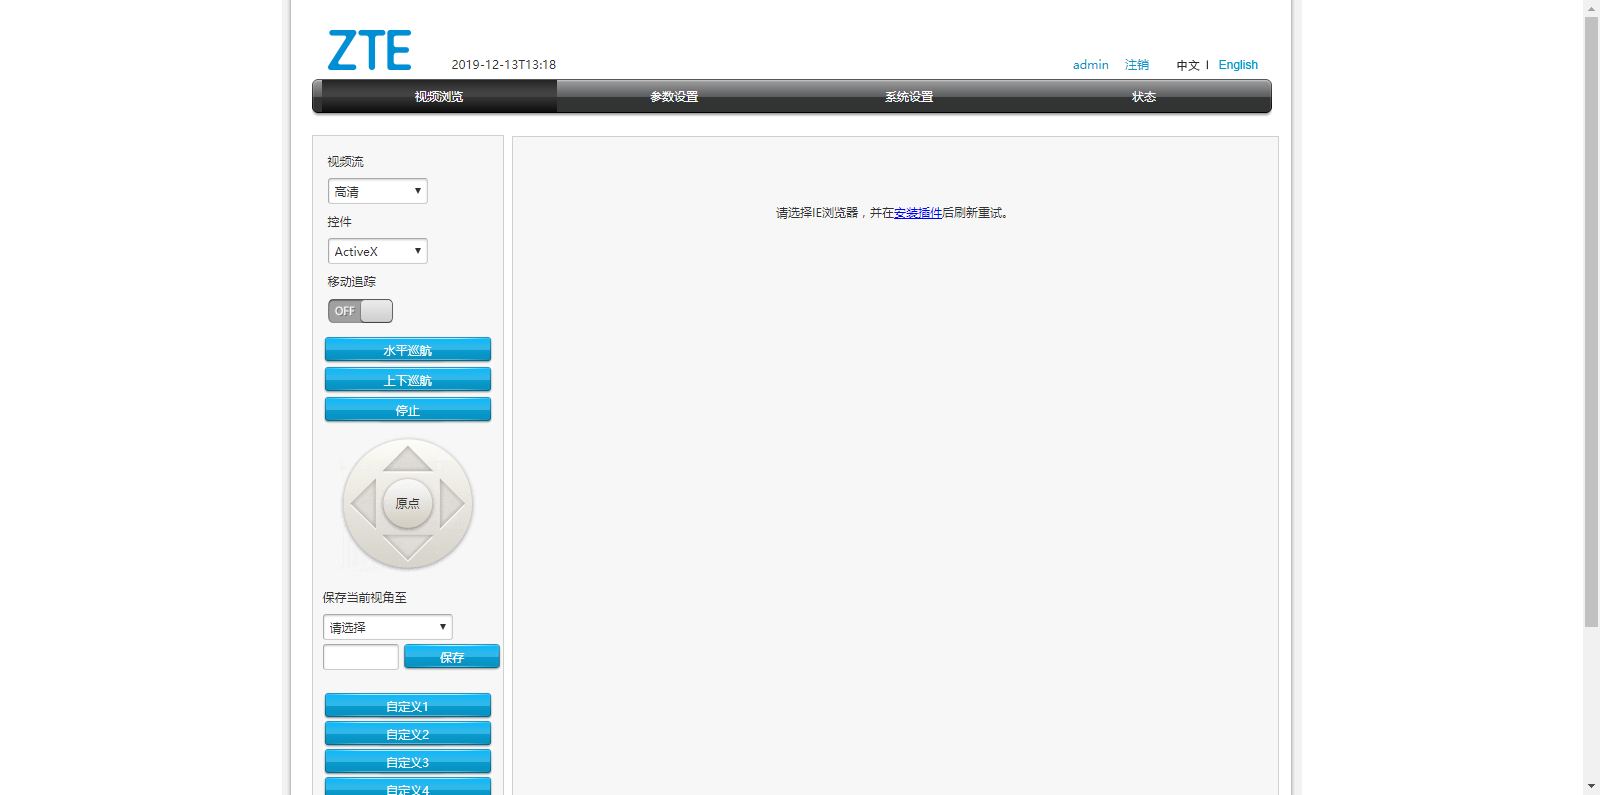 ZTE
2019-12-13T13:18
admin 注销 中文 | English
视频浏览 参数设置 系统设置 状态
视频流
高清
控件
ActiveX
移动追踪
OFF
水平巡航
上下巡航
停止
原点
保存当前视角至
请选择
保存
自定义1
自定义2
自定义3
自定义4
请选择IE浏览器，并在安装插件后刷新重试。